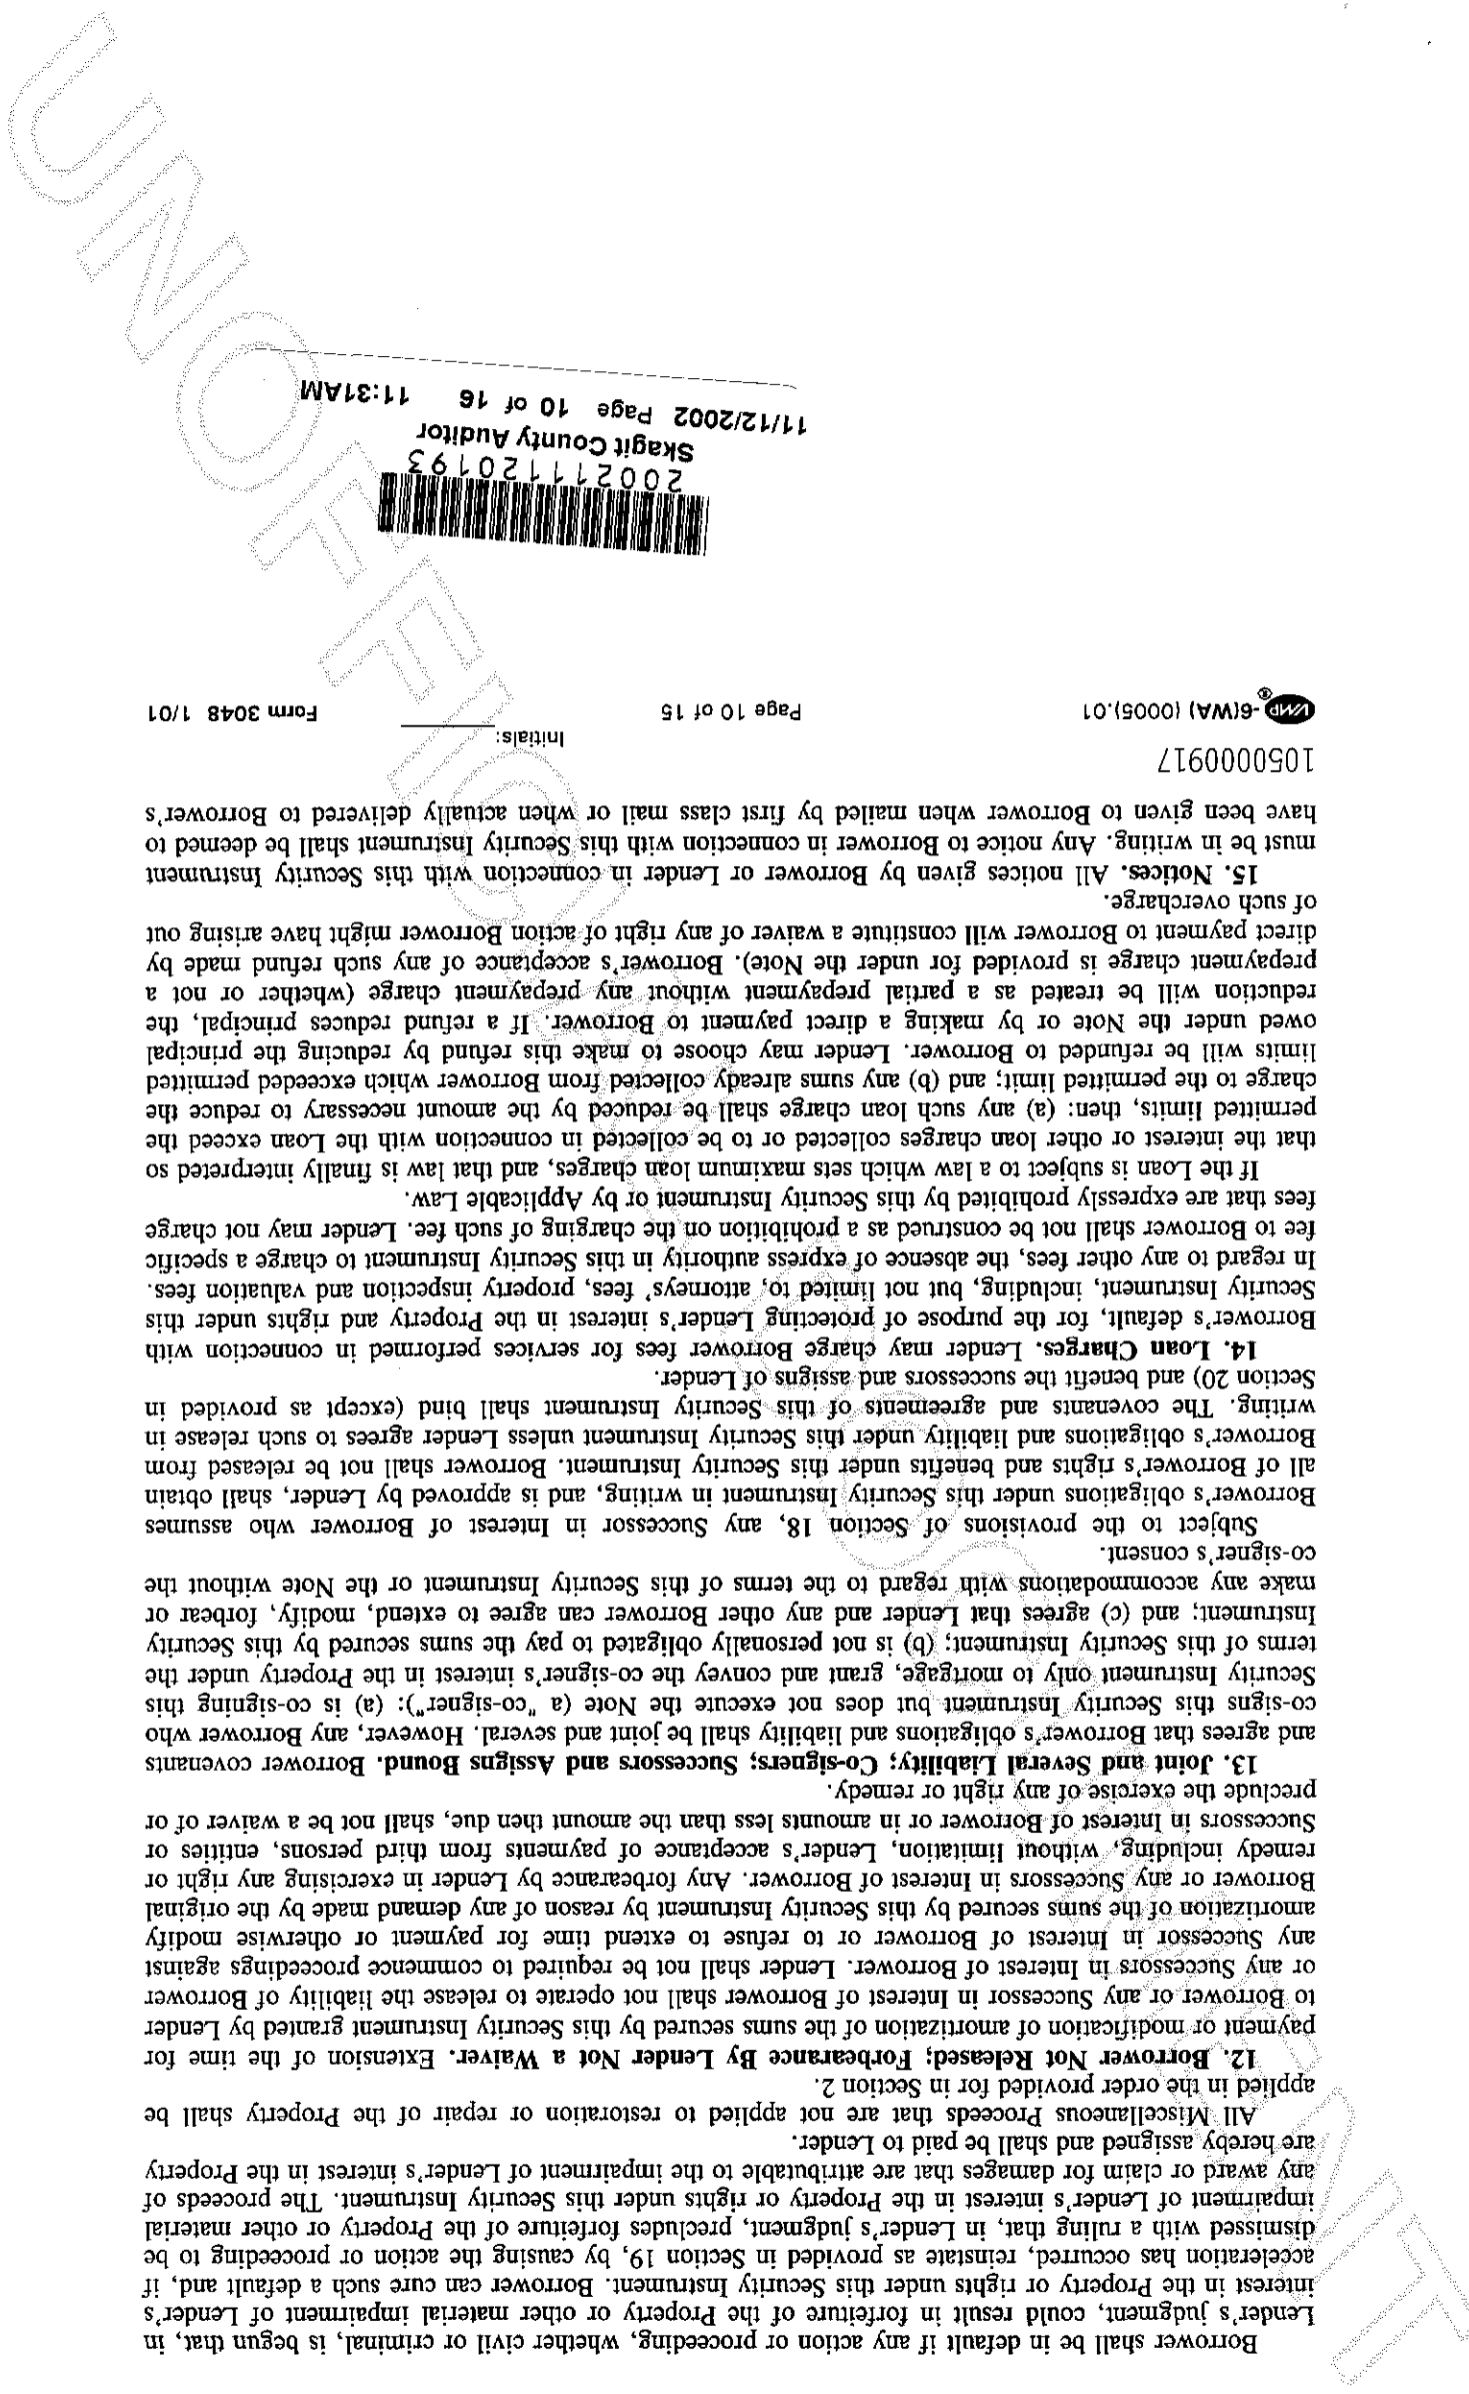 Borrower shall be in default if any action or proceeding, whether civil or criminal, is begun that, in
Lender's judgment, could result in forfeiture of the Property or other material impairment of Lender's
interest in the Property or rights under this Security Instrument. Borrower can cure such a default and, if
acceleration has occurred, reinstate as provided in Section 19, by causing the action or proceeding to be
dismissed with a ruling that, in Lender's judgment, precludes forfeiture of the Property or other material
impairment of Lender's interest in the Property or rights under this Security Instrument. The proceeds of
any award or claim for damages that are attributable to the impairment of Lender's interest in the Property
are hereby assigned and shall be paid to Lender.
All Miscellaneous Proceeds that are not applied to restoration or repair of the Property shall be
applied in the order provided for in Section 2.
12. Borrower Not Released; Forbearance By Lender Not a Waiver. Extension of the time for
payment or modification of amortization of the sums secured by this Security Instrument granted by Lender
to Borrower or any Successor in Interest of Borrower shall not operate to release the liability of Borrower
or any Successors in Interest of Borrower. Lender shall not be required to commence proceedings against
any Successor in Interest of Borrower or to refuse to extend time for payment or otherwise modify
amortization of the sums secured by this Security Instrument by reason of any demand made by the original
Borrower or any Successors in Interest of Borrower. Any forbearance by Lender in exercising any right or
remedy including, without limitation, Lender's acceptance of payments from third persons, entities or
Successors in Interest of Borrower or in amounts less than the amount then due, shall not be a waiver of or
preclude the exercise of any right or remedy.
13. Joint and Several Liability; Co-signers; Successors and Assigns Bound. Borrower covenants
and agrees that Borrower's obligations and liability shall be joint and several. However, any Borrower who
co-signs this Security Instrument but does not execute the Note (a "co-signer"): (a) is co-signing this
Security Instrument only to mortgage, grant and convey the co-signer's interest in the Property under the
terms of this Security Instrument; (b) is not personally obligated to pay the sums secured by this Security
Instrument; and (c) agrees that Lender and any other Borrower can agree to extend, modify, forbear or
make any accommodations with regard to the terms of this Security Instrument or the Note without the
co-signer's consent.
Subject to the provisions of Section 18, any Successor in Interest of Borrower who assumes
Borrower's obligations under this Security Instrument in writing, and is approved by Lender, shall obtain
all of Borrower's rights and benefits under this Security Instrument. Borrower shall not be released from
Borrower's obligations and liability under this Security Instrument unless Lender agrees to such release in
writing. The covenants and agreements of this Security Instrument shall bind (except as provided in
Section 20) and benefit the successors and assigns of Lender.
14. Loan Charges. Lender may charge Borrower fees for services performed in connection with
Borrower's default, for the purpose of protecting Lender's interest in the Property and rights under this
Security Instrument, including, but not limited to, attorneys' fees, property inspection and valuation fees.
In regard to any other fees, the absence of express authority in this Security Instrument to charge a specific
fee to Borrower shall not be construed as a prohibition on the charging of such fee. Lender may not charge
fees that are expressly prohibited by this Security Instrument or by Applicable Law.
If the Loan is subject to a law which sets maximum loan charges, and that law is finally interpreted so
that the interest or other loan charges collected or to be collected in connection with the Loan exceed the
permitted limits, then: (a) any such loan charge shall be reduced by the amount necessary to reduce the
charge to the permitted limit; and (b) any sums already collected from Borrower which exceeded permitted
limits will be refunded to Borrower. Lender may choose to make this refund by reducing the principal
owed under the Note or by making a direct payment to Borrower. If a refund reduces principal, the
reduction will be treated as a partial prepayment without any prepayment charge (whether or not a
prepayment charge is provided for under the Note). Borrower's acceptance of any such refund made by
direct payment to Borrower will constitute a waiver of any right of action Borrower might have arising out
of such overcharge.
15. Notices. All notices given by Borrower or Lender in connection with this Security Instrument
must be in writing. Any notice to Borrower in connection with this Security Instrument shall be deemed to
have been given to Borrower when mailed by first class mail or when actually delivered to Borrower's
1050000917
Initials:
VMP®-6(WA) (0005).01 Page 10 of 15 Form 3048 1/01
200211120193
Skagit County Auditor
11/12/2002 Page 10 of 16 11:31AM
UNOFFICIAL DOCUMENT